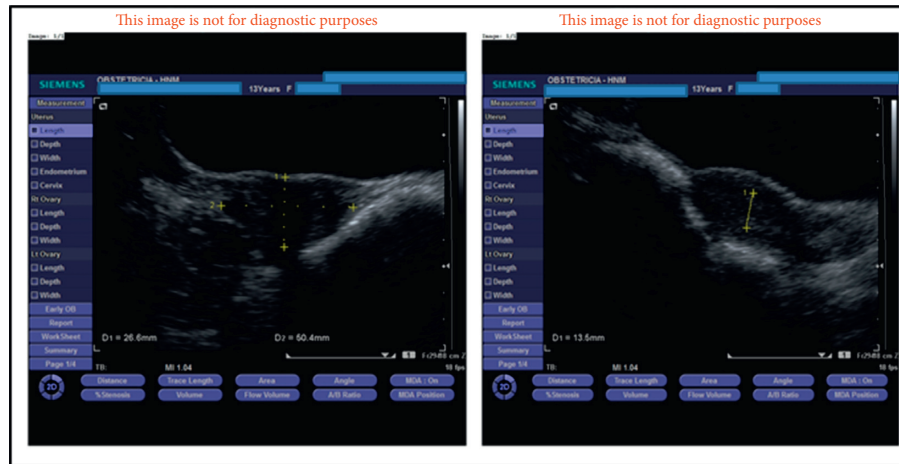 This image is not for diagnostic purposes
Image: 1/1
OBSTETRICIA - HNM
SIEMENS
13Years F
Measurement
Uterus
Length
Depth
Width
Endometrium
Cervix
Rt Ovary
Length
Depth
Width
Lt Ovary
Length
Depth
Width
Early OB
Report
WorkSheet
Summary
Page 1/4
1
2
D1 = 26.6mm
D2 = 50.4mm
1
TB:
MI 1.04
18 fps
2D
Distance
Trace Length
Area
Angle
MDA : On
%Stenosis
Volume
Flow Volume
A/B Ratio
MDA Position
This image is not for diagnostic purposes
Image: 1/1
OBSTETRICIA - HNM
SIEMENS
13Years F
Measurement
Uterus
Length
Depth
Width
Endometrium
Cervix
Rt Ovary
Length
Depth
Width
Lt Ovary
Length
Depth
Width
Early OB
Report
WorkSheet
Summary
Page 1/4
1
D1 = 13.5mm
1
TB:
MI 1.04
18 fps
2D
Distance
Trace Length
Area
Angle
MDA : On
%Stenosis
Volume
Flow Volume
A/B Ratio
MDA Position